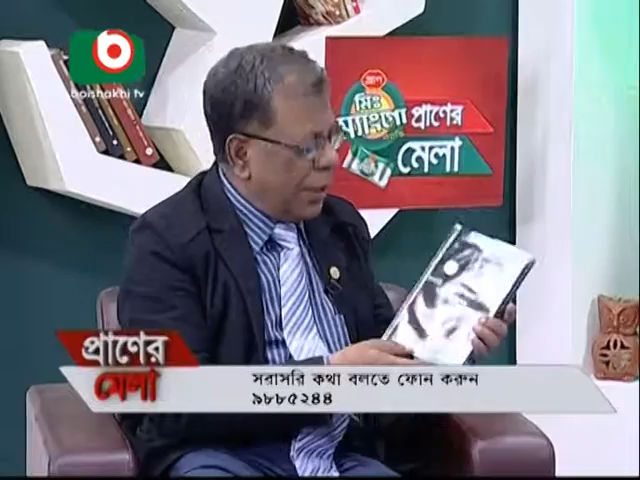 boishakhi tv
প্রাণ
মিঃ
ম্যাংগো
প্রাণের
মেলা
প্রাণের
মেলা
সরাসরি কথা বলতে ফোন করুন
৯৮৮৫২৪৪